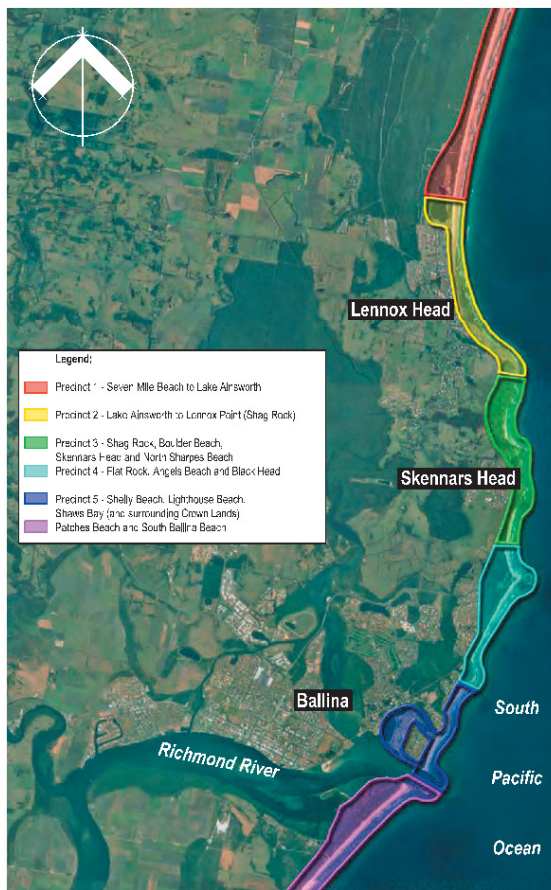 Lennox Head
Legend:
Precinct 1 - Seven Mile Beach to Lake Ainsworth
Precinct 2 - Lake Ainsworth to Lennox Point (Shag Rock)
Precinct 3 - Shag Rock, Boulder Beach,
Skennars Head and North Sharpes Beach
Precinct 4 - Flat Rock, Angels Beach and Black Head
Precinct 5 - Shelly Beach, Lighthouse Beach,
Shaws Bay (and surrounding Crown Lands)
Patches Beach and South Ballina Beach
Skennars Head
Ballina
South
Richmond River
Pacific
Ocean